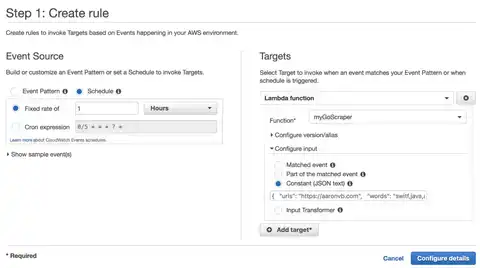 Step 1: Create rule
Create rules to invoke Targets based on Events happening in your AWS environment.
Event Source
Build or customize an Event Pattern or set a Schedule to invoke Targets.
Event Pattern
Schedule
Fixed rate of
1
Hours
Cron expression
0/5 * * * ? *
Learn more about CloudWatch Events schedules.
Show sample event(s)
Targets
Select Target to invoke when an event matches your Event Pattern or when
schedule is triggered.
Lambda function
Function*
myGoScraper
Configure version/alias
Configure input
Matched event
Part of the matched event
Constant (JSON text)
{ "urls": "https://aaronvb.com", "words": "swift,java,
Input Transformer
Add target*
* Required
Cancel
Configure details